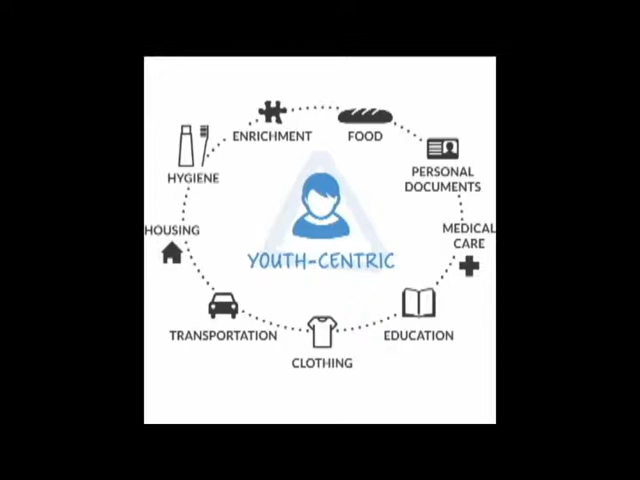 ENRICHMENT
FOOD
HYGIENE
PERSONAL
DOCUMENTS
HOUSING
MEDICAL
CARE
YOUTH-CENTRIC
TRANSPORTATION
EDUCATION
CLOTHING